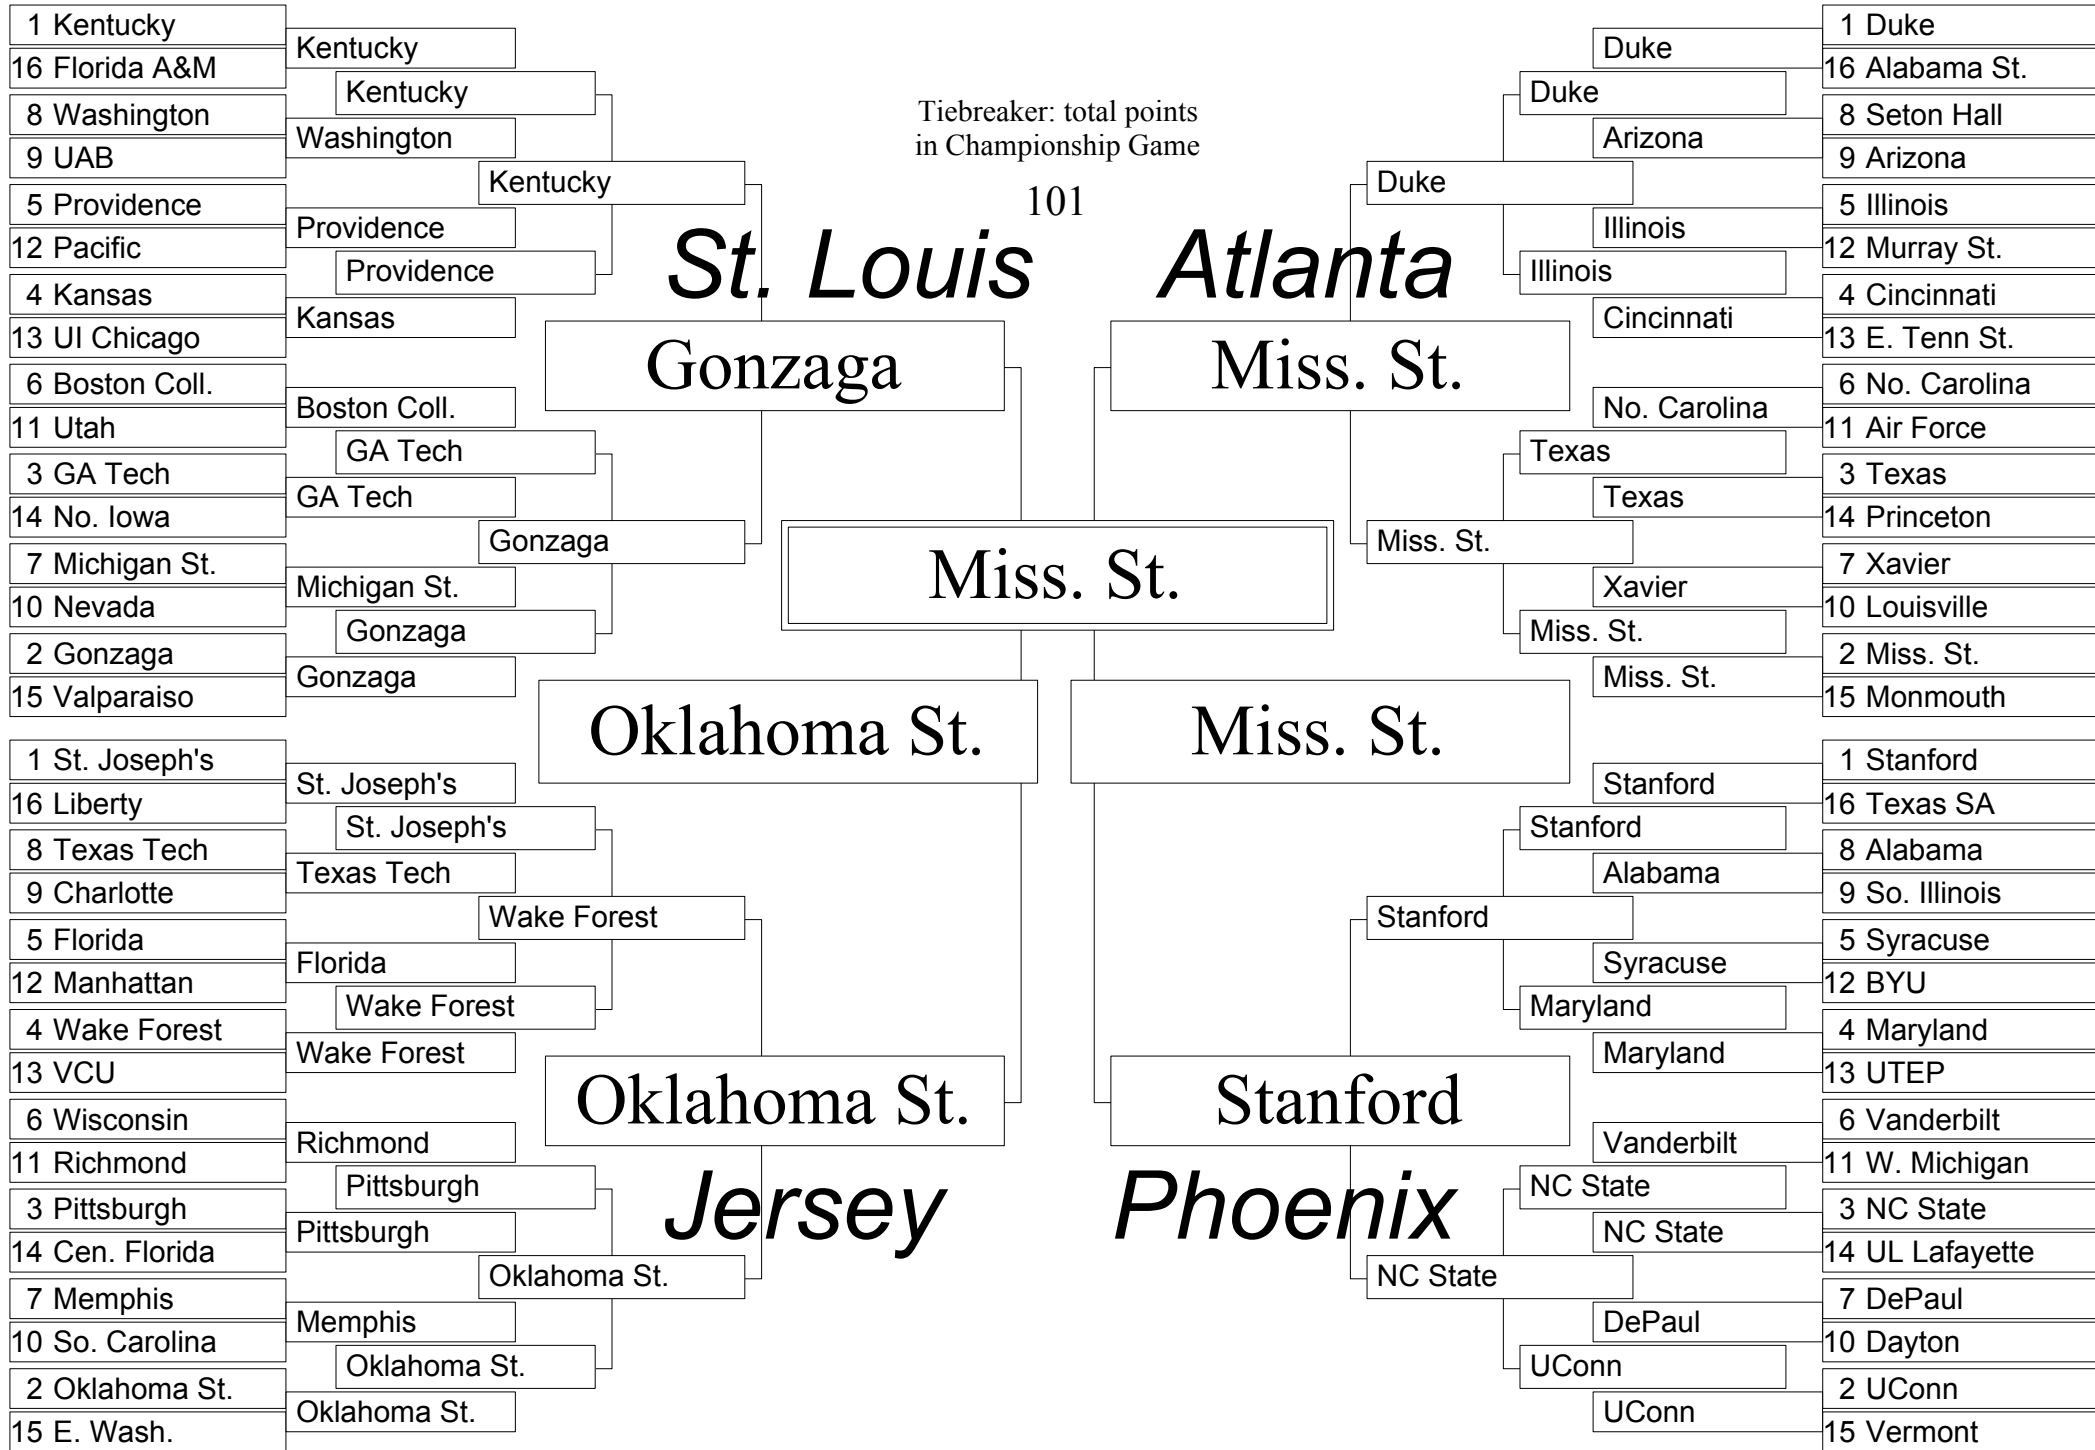 1 Kentucky
16 Florida A&M
8 Washington
9 UAB
5 Providence
12 Pacific
4 Kansas
13 UI Chicago
6 Boston Coll.
11 Utah
3 GA Tech
14 No. Iowa
7 Michigan St.
10 Nevada
2 Gonzaga
15 Valparaiso
1 St. Joseph's
16 Liberty
8 Texas Tech
9 Charlotte
5 Florida
12 Manhattan
4 Wake Forest
13 VCU
6 Wisconsin
11 Richmond
3 Pittsburgh
14 Cen. Florida
7 Memphis
10 So. Carolina
2 Oklahoma St.
15 E. Wash.
Kentucky
Washington
Providence
Kansas
Boston Coll.
GA Tech
Michigan St.
Gonzaga
St. Joseph's
Texas Tech
Florida
Wake Forest
Richmond
Pittsburgh
Memphis
Oklahoma St.
Kentucky
Providence
GA Tech
Gonzaga
St. Joseph's
Wake Forest
Pittsburgh
Oklahoma St.
Kentucky
Gonzaga
Wake Forest
Oklahoma St.
Tiebreaker: total points
in Championship Game
101
St. Louis
Atlanta
Gonzaga
Miss. St.
Miss. St.
Oklahoma St.
Miss. St.
Oklahoma St.
Stanford
Jersey
Phoenix
Duke
Miss. St.
Stanford
NC State
Duke
Illinois
Texas
Miss. St.
Stanford
Maryland
NC State
UConn
Duke
Arizona
Illinois
Cincinnati
No. Carolina
Texas
Xavier
Miss. St.
Stanford
Alabama
Syracuse
Maryland
Vanderbilt
NC State
DePaul
UConn
1 Duke
16 Alabama St.
8 Seton Hall
9 Arizona
5 Illinois
12 Murray St.
4 Cincinnati
13 E. Tenn St.
6 No. Carolina
11 Air Force
3 Texas
14 Princeton
7 Xavier
10 Louisville
2 Miss. St.
15 Monmouth
1 Stanford
16 Texas SA
8 Alabama
9 So. Illinois
5 Syracuse
12 BYU
4 Maryland
13 UTEP
6 Vanderbilt
11 W. Michigan
3 NC State
14 UL Lafayette
7 DePaul
10 Dayton
2 UConn
15 Vermont